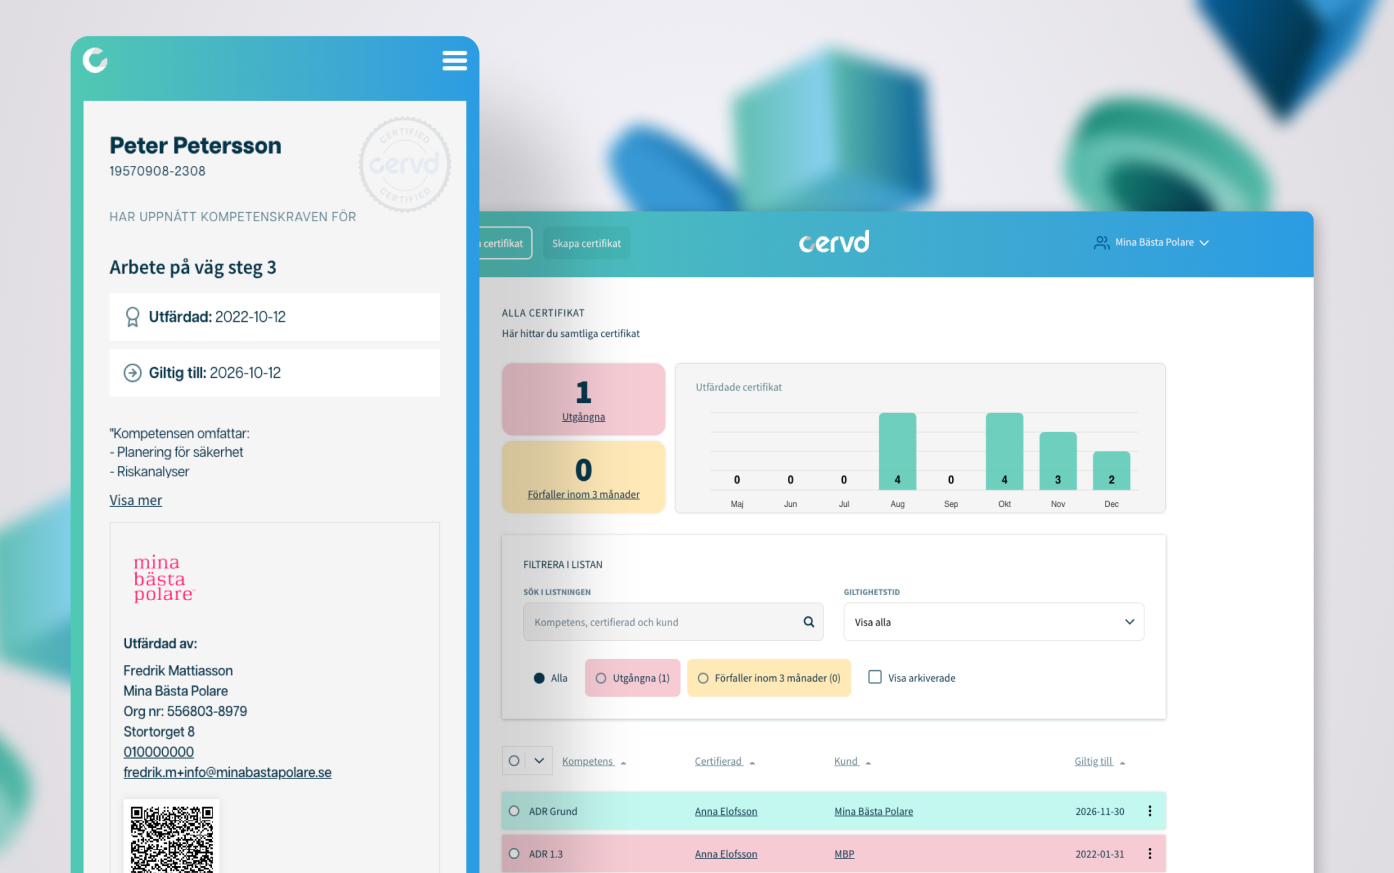 Peter Petersson
19570908-2308
CERTIFIED
cervd
CERTIFIED
HAR UPPNÅTT KOMPETENSKRAVEN FÖR
Arbete på väg steg 3
Utfärdad: 2022-10-12
Giltig till: 2026-10-12
"Kompetensen omfattar:
- Planering för säkerhet
- Riskanalyser
Visa mer
mina
bästa
polare
Utfärdad av:
Fredrik Mattiasson
Mina Bästa Polare
Org nr: 556803-8979
Stortorget 8
010000000
fredrik.m+info@minabastapolare.se
certifikat
Skapa certifikat
cervd
Mina Bästa Polare
ALLA CERTIFIKAT
Här hittar du samtliga certifikat
1
Utgångna
0
Förfaller inom 3 månader
Utfärdade certifikat
0 0 0 4 0 4 3 2
Maj Jun Jul Aug Sep Okt Nov Dec
FILTRERA I LISTAN
SÖK I LISTNINGEN
Kompetens, certifierad och kund
GILTIGHETSTID
Visa alla
Alla Utgångna (1) Förfaller inom 3 månader (0) Visa arkiverade
Kompetens Certifierad Kund Giltig till
ADR Grund Anna Elofsson Mina Bästa Polare 2026-11-30
ADR 1.3 Anna Elofsson MBP 2022-01-31